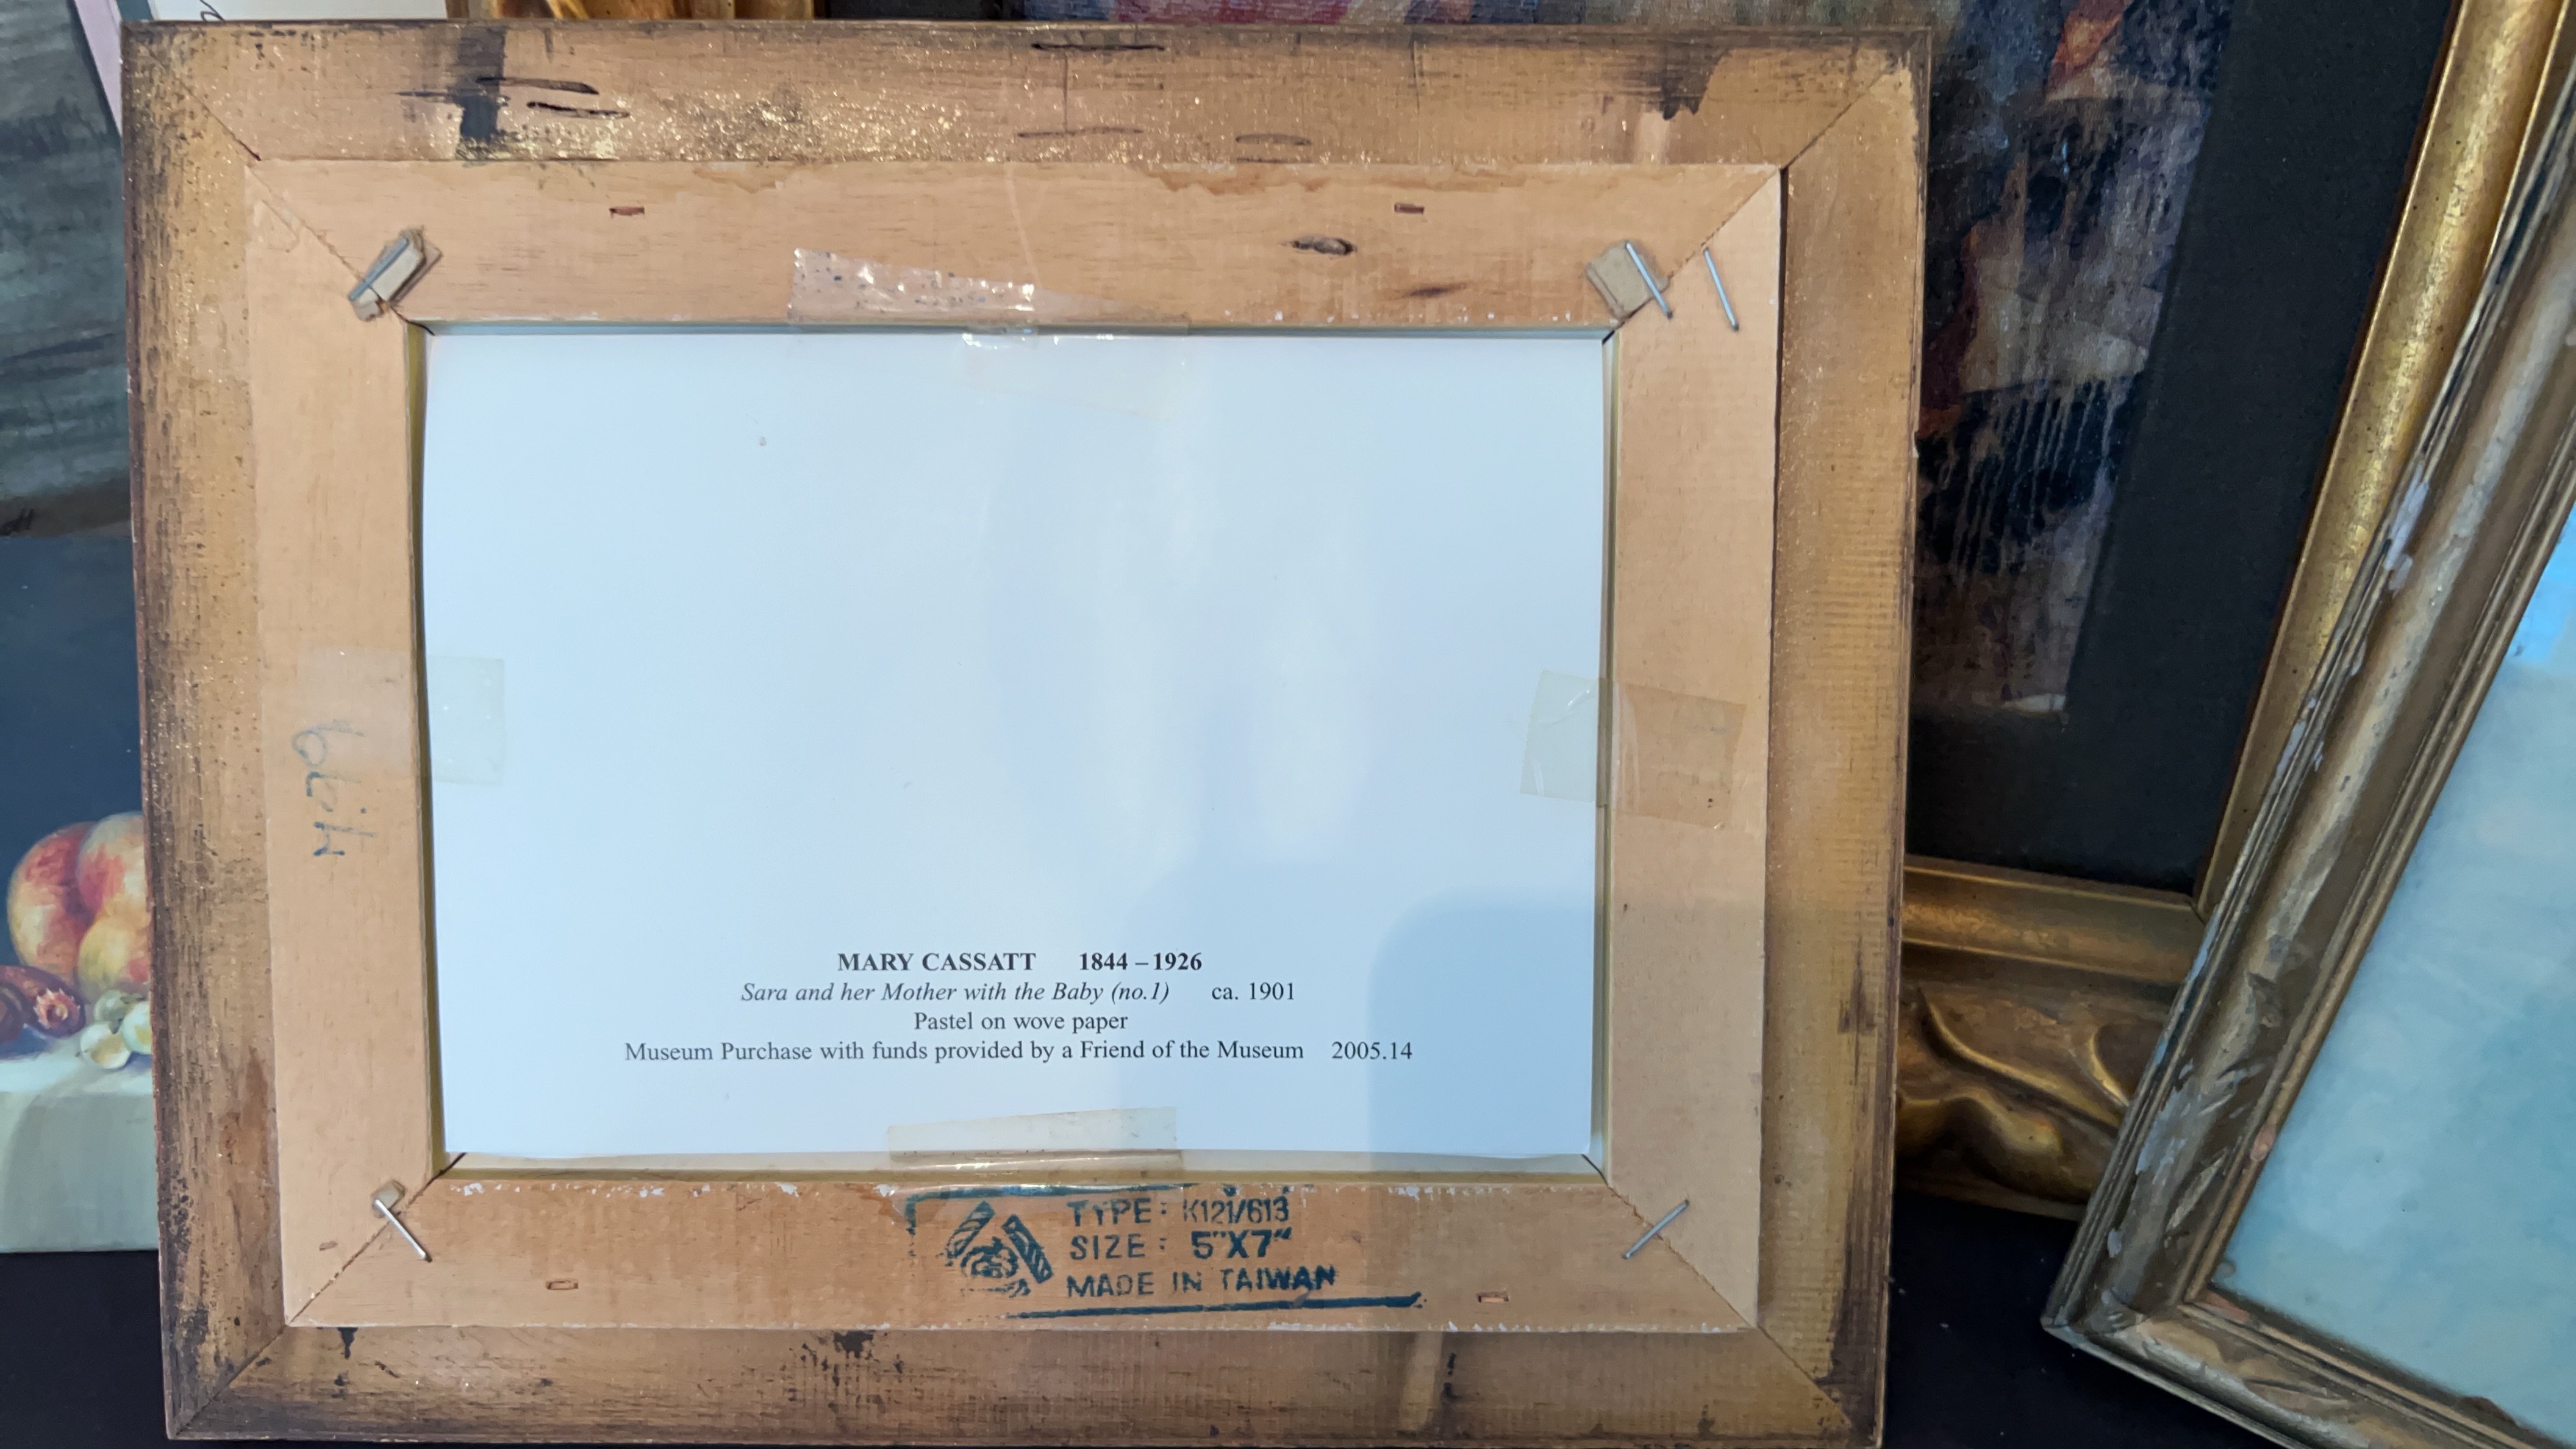 MARY CASSATT 1844 – 1926
Sara and her Mother with the Baby (no.1) ca. 1901
Pastel on wove paper
Museum Purchase with funds provided by a Friend of the Museum 2005.14
TYPE: K121/613
SIZE: 5"X7"
MADE IN TAIWAN